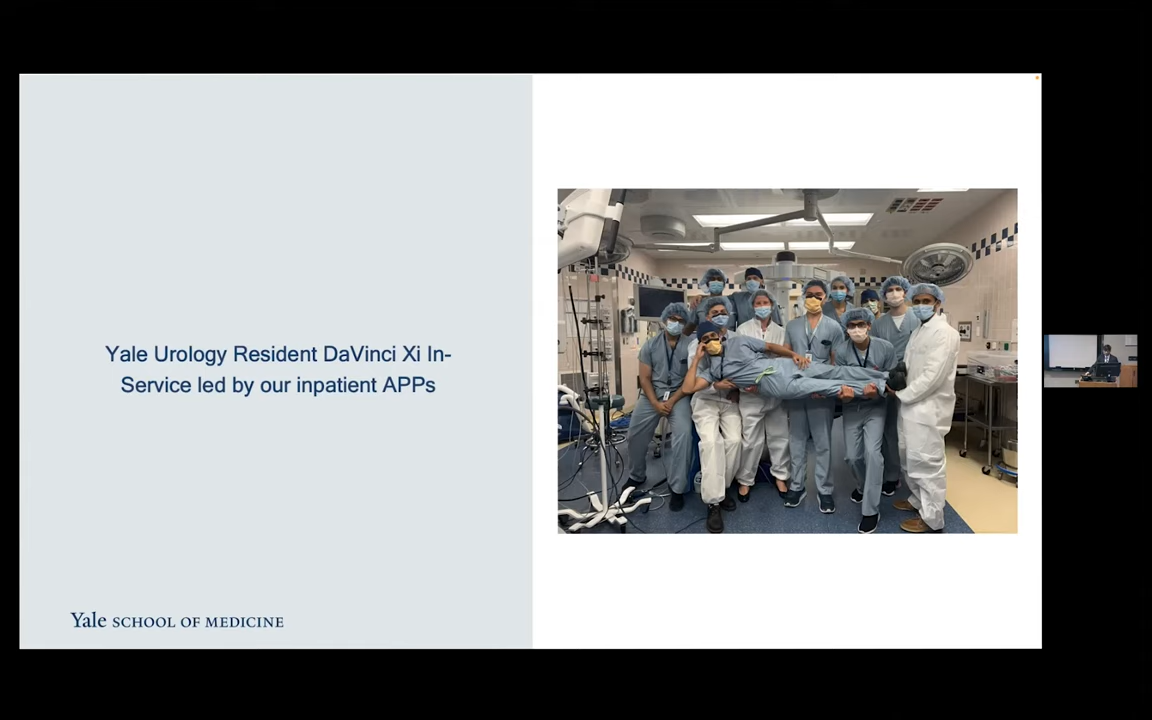 Yale Urology Resident DaVinci Xi In-
Service led by our inpatient APPs
Yale SCHOOL OF MEDICINE